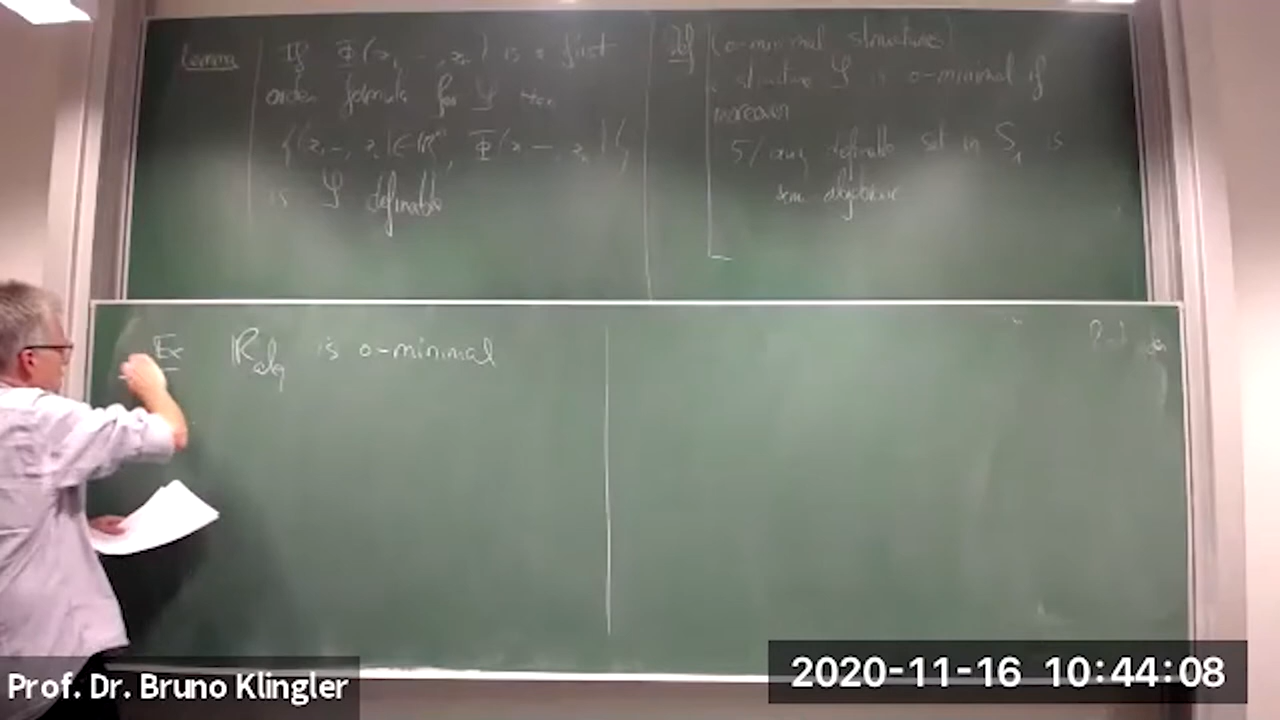 Lemma
If Φ(x₁, -, xₙ) is a first
order formula for 𝒮 then
{(x₁ -, xₙ) ∈ ℝⁿ, Φ(x₁ -, xₙ)}
is 𝒮 definable
Def (o-minimal structures)
a structure 𝒮 is o-minimal if
moreover
5/ any definable set in S₁ is
semi algebraic
Ex ℝ_alg is o-minimal
Prof. Dr. Bruno Klingler
2020-11-16 10:44:08